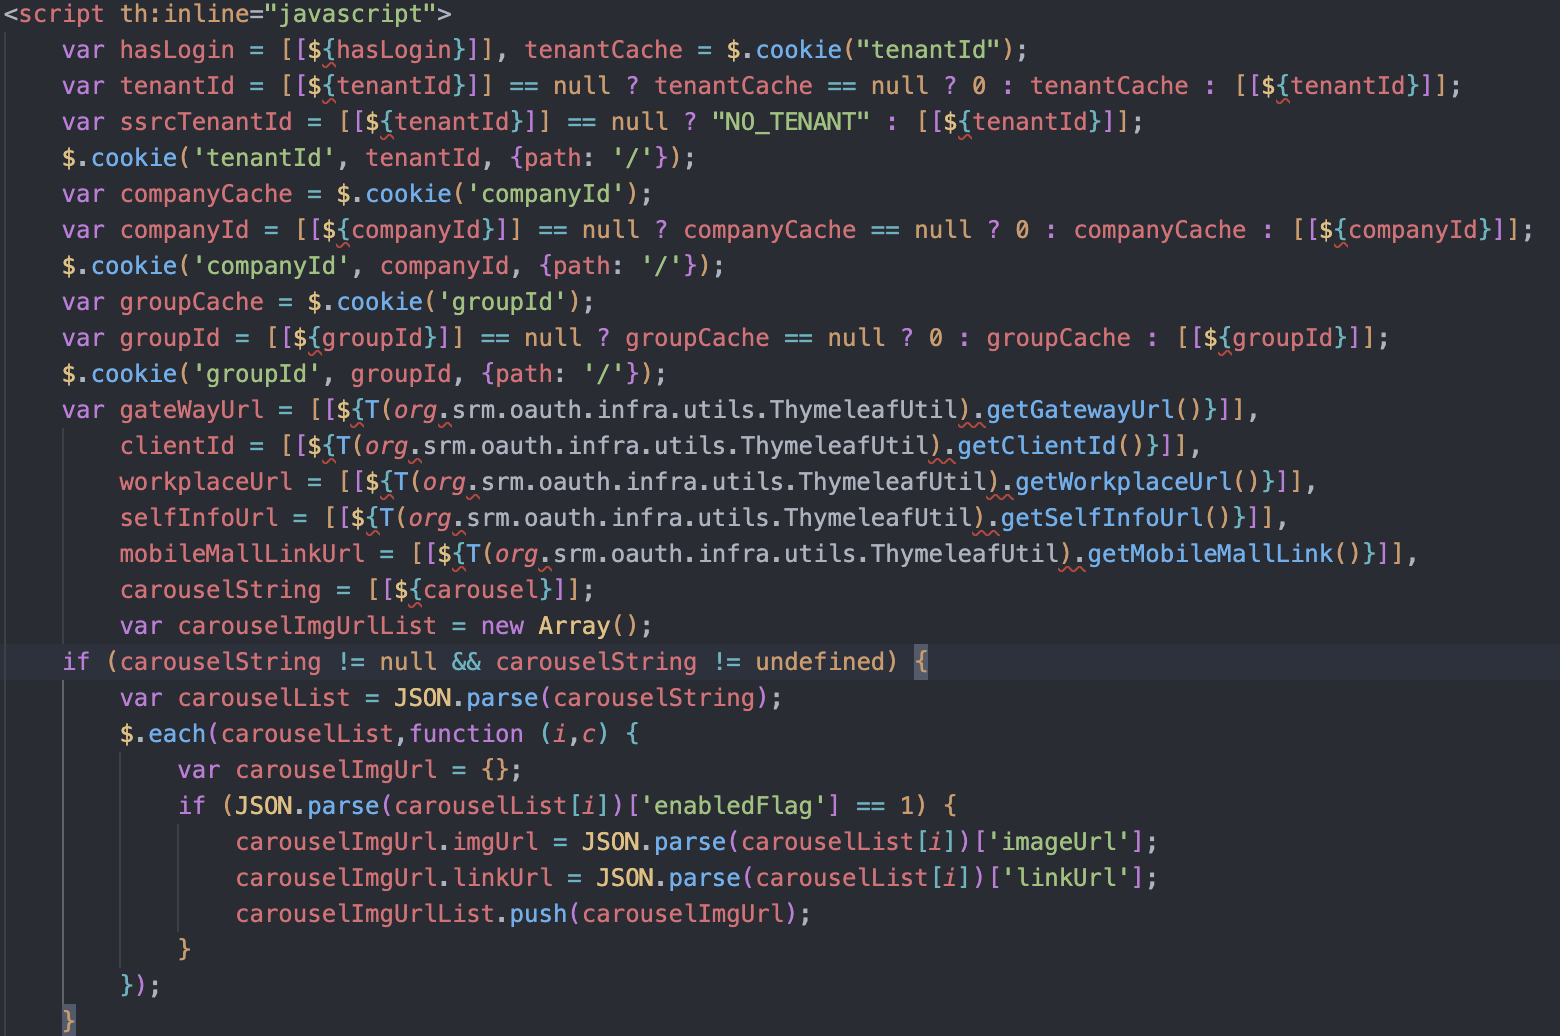 <script th:inline="javascript">
var hasLogin = [[${hasLogin}]], tenantCache = $.cookie("tenantId");
var tenantId = [[${tenantId}]] == null ? tenantCache == null ? 0 : tenantCache : [[${tenantId}]];
var ssrcTenantId = [[${tenantId}]] == null ? "NO_TENANT" : [[${tenantId}]];
$.cookie('tenantId', tenantId, {path: '/'});
var companyCache = $.cookie('companyId');
var companyId = [[${companyId}]] == null ? companyCache == null ? 0 : companyCache : [[${companyId}]];
$.cookie('companyId', companyId, {path: '/'});
var groupCache = $.cookie('groupId');
var groupId = [[${groupId}]] == null ? groupCache == null ? 0 : groupCache : [[${groupId}]];
$.cookie('groupId', groupId, {path: '/'});
var gateWayUrl = [[${T(org.srm.oauth.infra.utils.ThymeleafUtil).getGatewayUrl()}]],
clientId = [[${T(org.srm.oauth.infra.utils.ThymeleafUtil).getClientId()}]],
workplaceUrl = [[${T(org.srm.oauth.infra.utils.ThymeleafUtil).getWorkplaceUrl()}]],
selfInfoUrl = [[${T(org.srm.oauth.infra.utils.ThymeleafUtil).getSelfInfoUrl()}]],
mobileMallLinkUrl = [[${T(org.srm.oauth.infra.utils.ThymeleafUtil).getMobileMallLink()}]],
carouselString = [[${carousel}]];
var carouselImgUrlList = new Array();
if (carouselString != null && carouselString != undefined) {
var carouselList = JSON.parse(carouselString);
$.each(carouselList,function (i,c) {
var carouselImgUrl = {};
if (JSON.parse(carouselList[i])['enabledFlag'] == 1) {
carouselImgUrl.imgUrl = JSON.parse(carouselList[i])['imageUrl'];
carouselImgUrl.linkUrl = JSON.parse(carouselList[i])['linkUrl'];
carouselImgUrlList.push(carouselImgUrl);
}
});
}